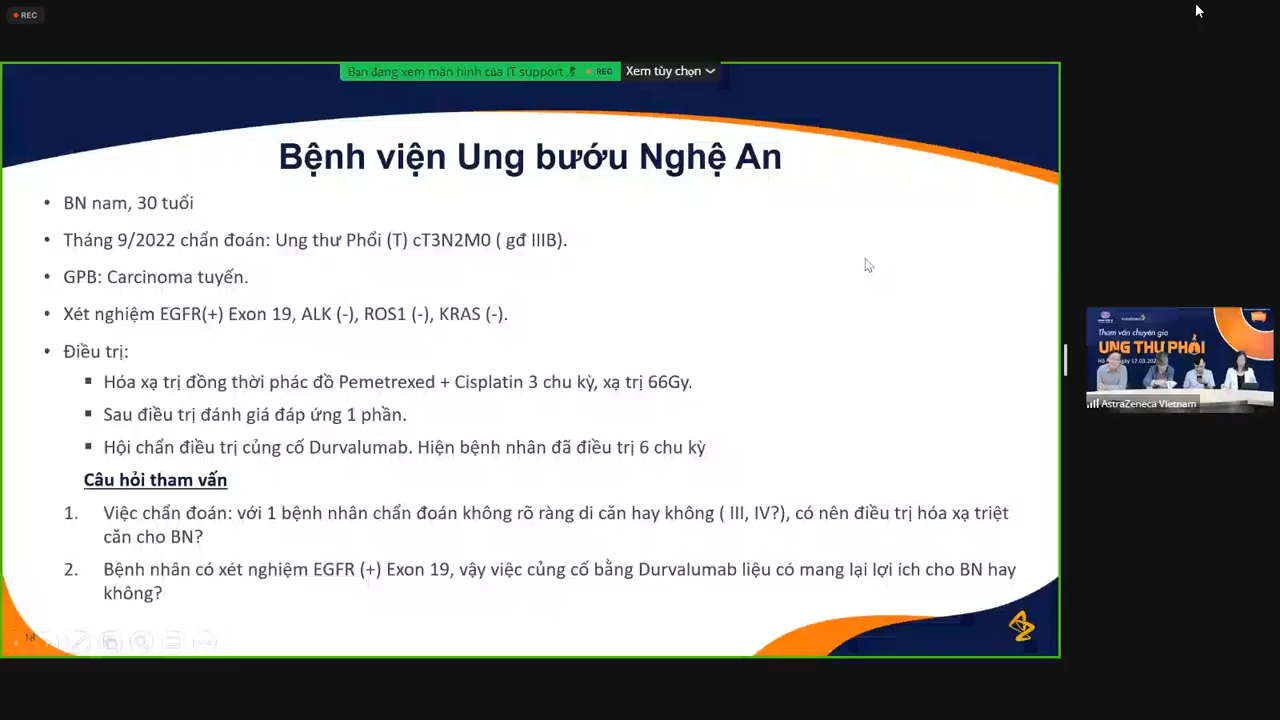 REC
Bạn đang xem màn hình của IT support
REC
Xem tùy chọn
Bệnh viện Ung bướu Nghệ An
• BN nam, 30 tuổi
• Tháng 9/2022 chẩn đoán: Ung thư Phổi (T) cT3N2M0 ( gđ IIIB).
• GPB: Carcinoma tuyến.
• Xét nghiệm EGFR(+) Exon 19, ALK (-), ROS1 (-), KRAS (-).
• Điều trị:
▪ Hóa xạ trị đồng thời phác đồ Pemetrexed + Cisplatin 3 chu kỳ, xạ trị 66Gy.
▪ Sau điều trị đánh giá đáp ứng 1 phần.
▪ Hội chẩn điều trị củng cố Durvalumab. Hiện bệnh nhân đã điều trị 6 chu kỳ
Câu hỏi tham vấn
1. Việc chẩn đoán: với 1 bệnh nhân chẩn đoán không rõ ràng di căn hay không ( III, IV?), có nên điều trị hóa xạ triệt
căn cho BN?
2. Bệnh nhân có xét nghiệm EGFR (+) Exon 19, vậy việc củng cố bằng Durvalumab liệu có mang lại lợi ích cho BN hay
không?
18
Tham vấn chuyên gia
UNG THƯ PHỔI
AstraZeneca Vietnam